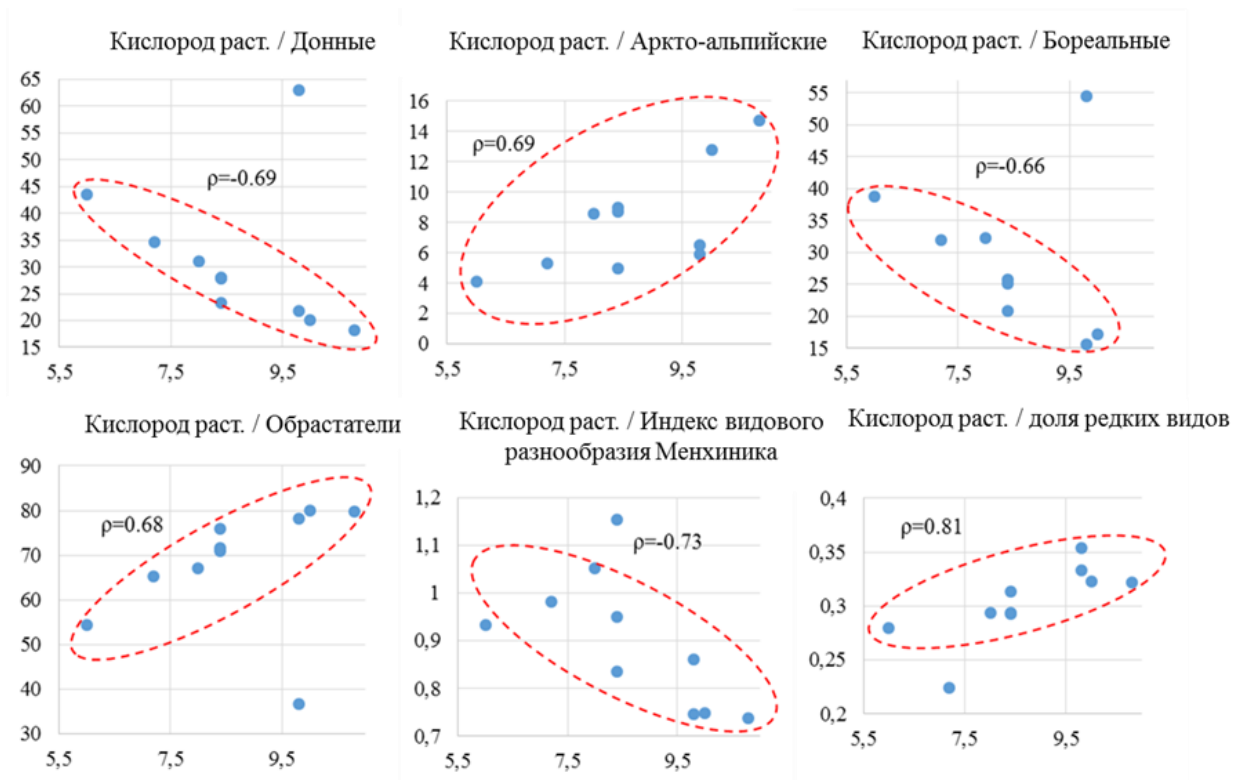 Кислород раст. / Донные
65
60
55
50
45
40
35
30
25
20
15
ρ=-0.69
5,5 7,5 9,5
Кислород раст. / Аркто-альпийские
16
14
12
10
8
6
4
2
0
ρ=0.69
5,5 7,5 9,5
Кислород раст. / Бореальные
55
50
45
40
35
30
25
20
15
ρ=-0.66
5,5 7,5 9,5
Кислород раст. / Обрастатели
90
80
70
60
50
40
30
ρ=0.68
5,5 7,5 9,5
Кислород раст. / Индекс видового
разнообразия Менхиника
1,2
1,1
1
0,9
0,8
0,7
ρ=-0.73
5,5 7,5 9,5
Кислород раст. / доля редких видов
0,4
0,35
0,3
0,25
0,2
ρ=0.81
5,5 7,5 9,5